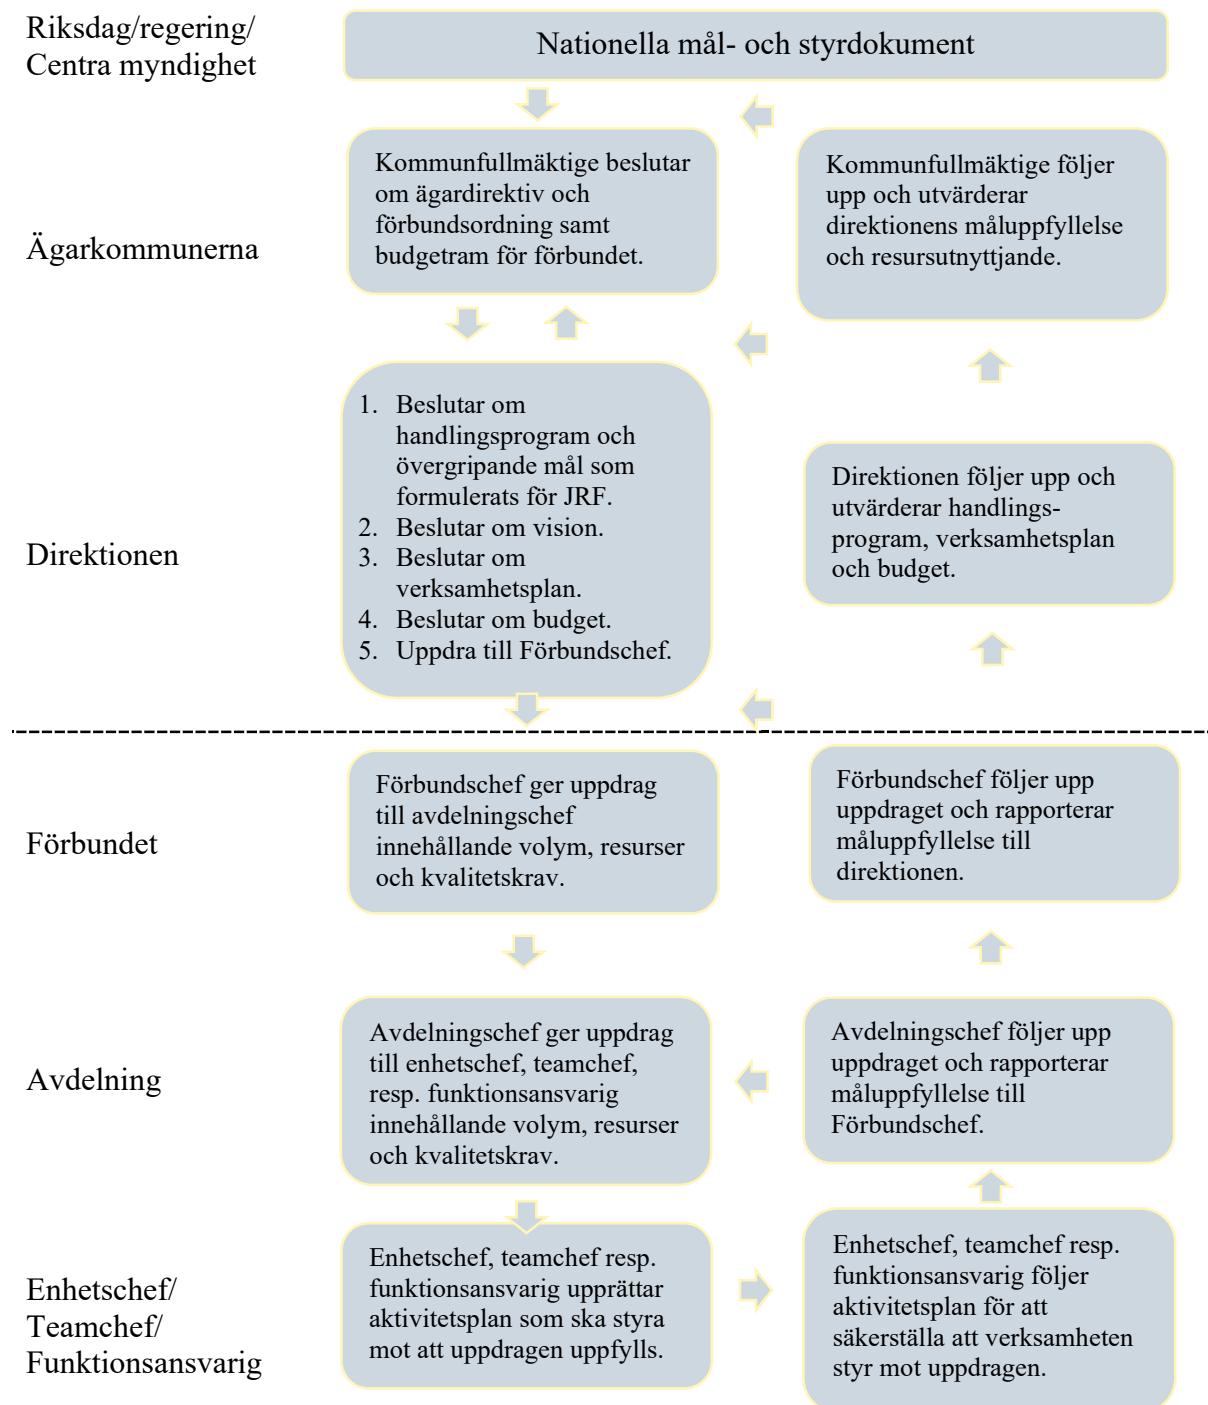 Riksdag/regering/
Centra myndighet
Nationella mål- och styrdokument
Ägarkommunerna
Kommunfullmäktige beslutar
om ägardirektiv och
förbundsordning samt
budgetram för förbundet.
Kommunfullmäktige följer
upp och utvärderar
direktionens måluppfyllelse
och resursutnyttjande.
Direktionen
1. Beslutar om
handlingsprogram och
övergripande mål som
formulerats för JRF.
2. Beslutar om vision.
3. Beslutar om
verksamhetsplan.
4. Beslutar om budget.
5. Uppdra till Förbundschef.
Direktionen följer upp och
utvärderar handlings-
program, verksamhetsplan
och budget.
Förbundet
Förbundschef ger uppdrag
till avdelningschef
innehållande volym, resurser
och kvalitetskrav.
Förbundschef följer upp
uppdraget och rapporterar
måluppfyllelse till
direktionen.
Avdelning
Avdelningschef ger uppdrag
till enhetschef, teamchef,
resp. funktionsansvarig
innehållande volym, resurser
och kvalitetskrav.
Avdelningschef följer upp
uppdraget och rapporterar
måluppfyllelse till
Förbundschef.
Enhetschef/
Teamchef/
Funktionsansvarig
Enhetschef, teamchef resp.
funktionsansvarig upprättar
aktivitetsplan som ska styra
mot att uppdragen uppfylls.
Enhetschef, teamchef resp.
funktionsansvarig följer
aktivitetsplan för att
säkerställa att verksamheten
styr mot uppdragen.